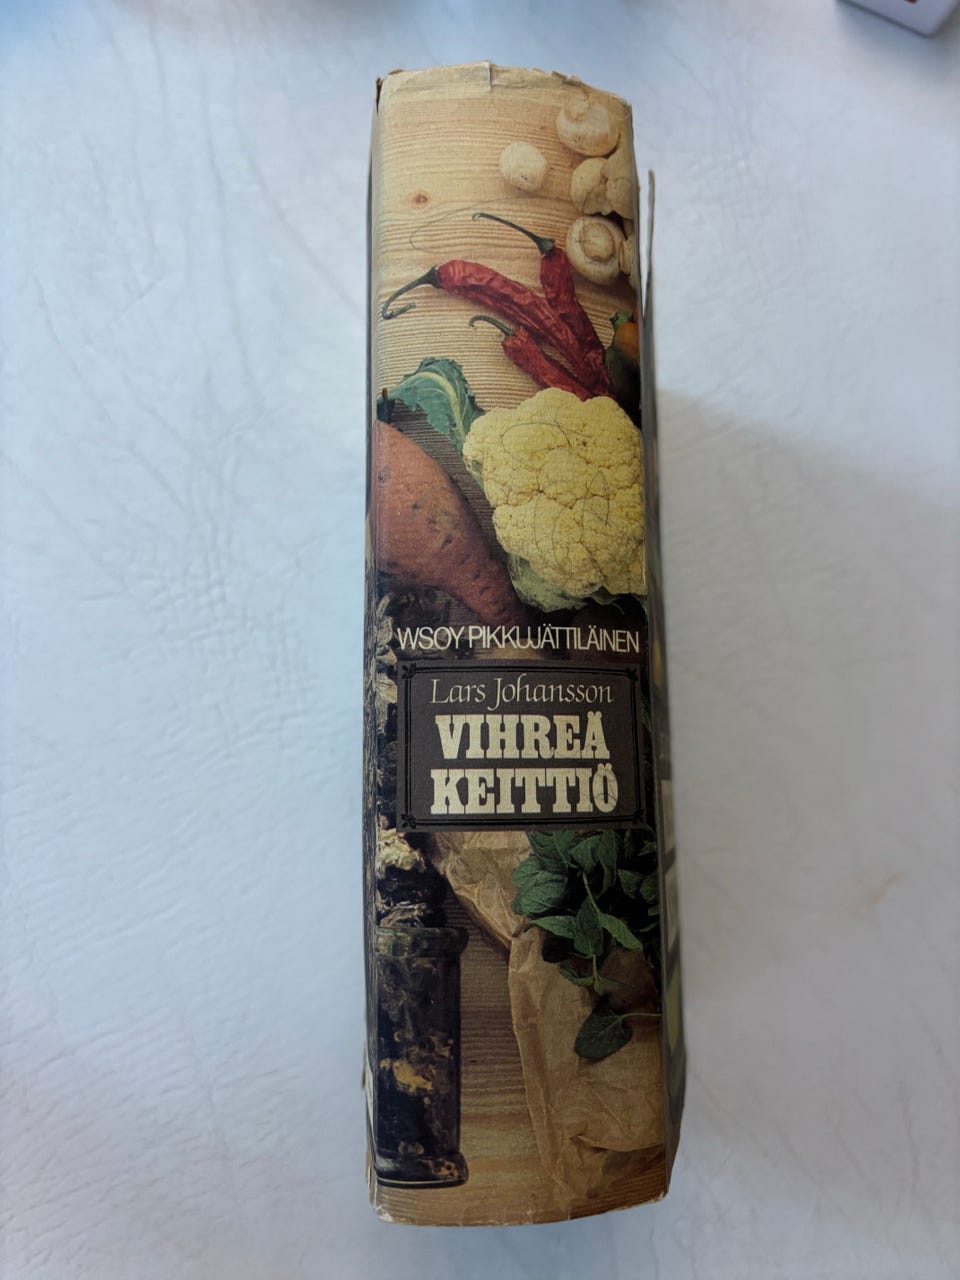 WSOY PIKKUJÄTTILÄINEN
Lars Johansson
VIHREÄ
KEITTIÖ